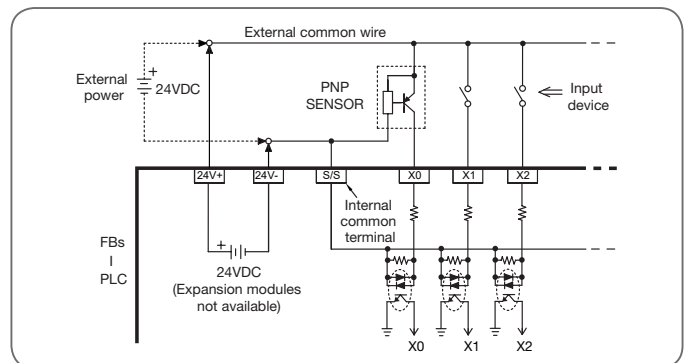 External common wire
External
power
+
24VDC
PNP
SENSOR
Input
device
24V+
24V-
S/S
X0
X1
X2
Internal
common
terminal
FBs
I
PLC
+
24VDC
(Expansion modules
not available)
X0
X1
X2